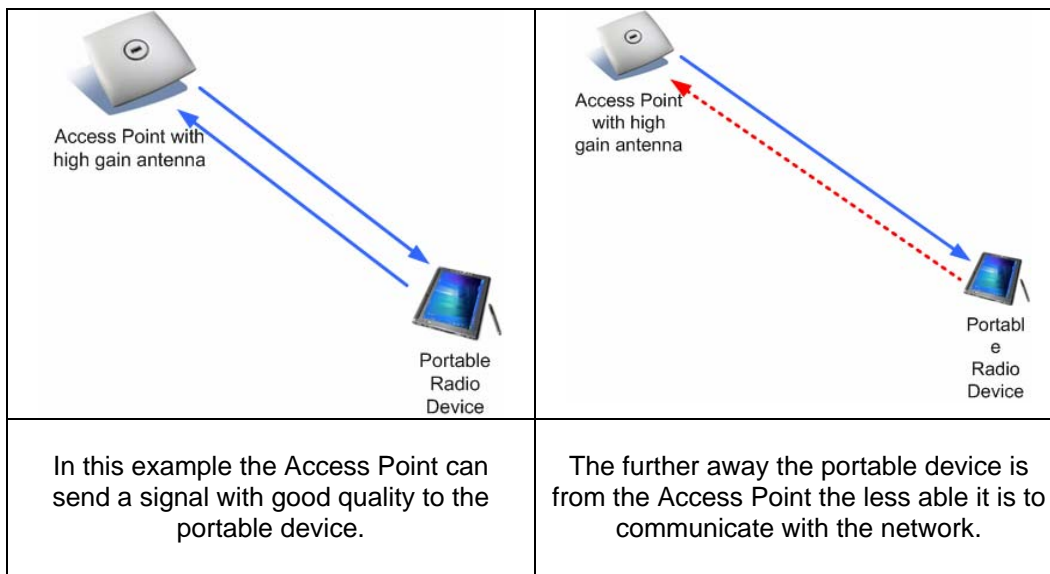 Access Point with
high gain antenna
Portable
Radio
Device
Access Point
with high
gain antenna
Portabl
e
Radio
Device
In this example the Access Point can
send a signal with good quality to the
portable device.
The further away the portable device is
from the Access Point the less able it is to
communicate with the network.